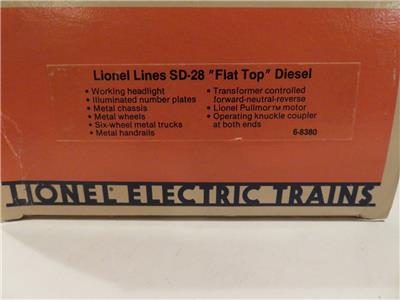 Lionel Lines SD-28 "Flat Top" Diesel
• Working headlight
• Illuminated number plates
• Metal chassis
• Metal wheels
• Six-wheel metal trucks
• Metal handrails
• Transformer controlled
forward-neutral-reverse
• Lionel Pullmor™ motor
• Operating knuckle coupler
at both ends
6-8380
LIONEL® ELECTRIC TRAINS